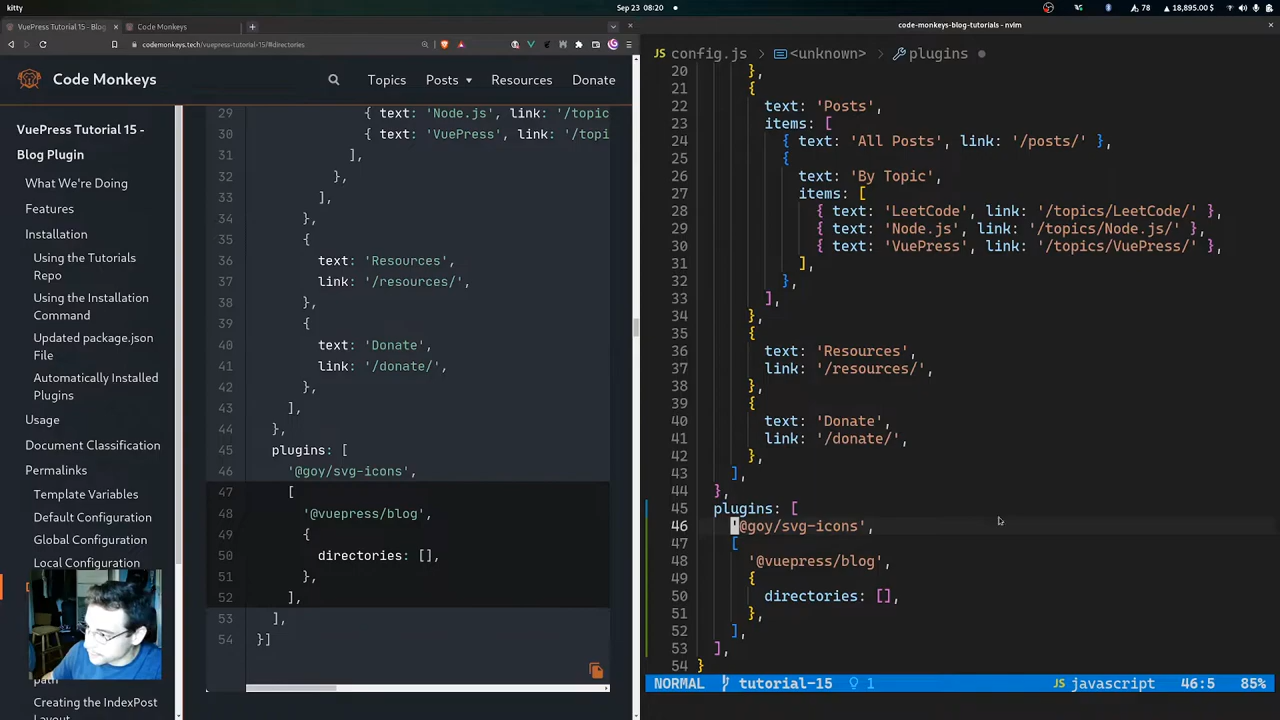 kitty
Sep 23 08:20
78
18,895.00 $
VuePress Tutorial 15 - Blog
Code Monkeys
code-monkeys-blog-tutorials - nvim
codemonkeys.tech/vuepress-tutorial-15/#directories
Code Monkeys
Topics
Posts
Resources
Donate
VuePress Tutorial 15 -
Blog Plugin
What We're Doing
Features
Installation
Using the Tutorials
Repo
Using the Installation
Command
Updated package.json
File
Automatically Installed
Plugins
Usage
Document Classification
Permalinks
Template Variables
Default Configuration
Global Configuration
Local Configuration
path
Creating the IndexPost
Layout
29 { text: 'Node.js', link: '/topic
30 { text: 'VuePress', link: '/topi
31 ],
32 },
33 ],
34 },
35 {
36 text: 'Resources',
37 link: '/resources/',
38 },
39 {
40 text: 'Donate',
41 link: '/donate/',
42 },
43 ],
44 },
45 plugins: [
46 '@goy/svg-icons',
47 [
48 '@vuepress/blog',
49 {
50 directories: [],
51 },
52 ],
53 ],
54 }]
JS config.js > <unknown> > plugins
20 },
21 {
22 text: 'Posts',
23 items: [
24 { text: 'All Posts', link: '/posts/' },
25 {
26 text: 'By Topic',
27 items: [
28 { text: 'LeetCode', link: '/topics/LeetCode/' },
29 { text: 'Node.js', link: '/topics/Node.js/' },
30 { text: 'VuePress', link: '/topics/VuePress/' },
31 ],
32 },
33 ],
34 },
35 {
36 text: 'Resources',
37 link: '/resources/',
38 },
39 {
40 text: 'Donate',
41 link: '/donate/',
42 },
43 ],
44 },
45 plugins: [
46 '@goy/svg-icons',
47 [
48 '@vuepress/blog',
49 {
50 directories: [],
51 },
52 ],
53 ],
54 }
NORMAL tutorial-15 1 JS javascript 46:5 85%